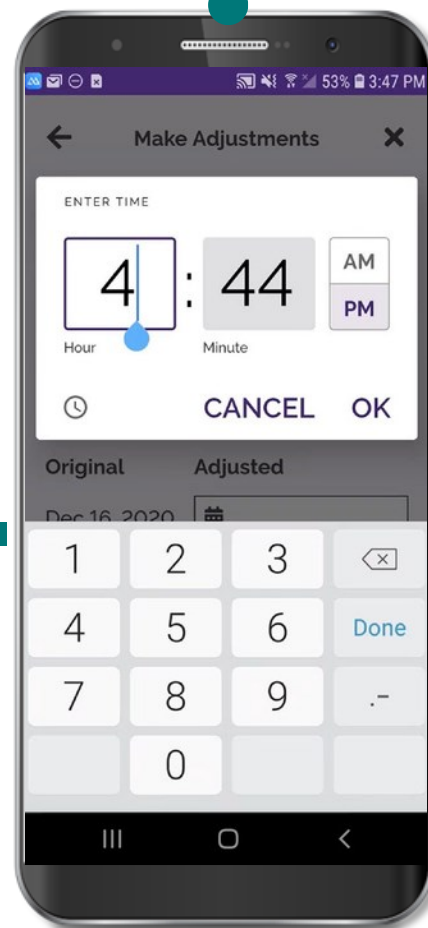 53% 3:47 PM
Make Adjustments
ENTER TIME
4 : 44
AM
PM
Hour Minute
CANCEL OK
Original Adjusted
Dec 16, 2020
1 2 3
4 5 6 Done
7 8 9 .-
0